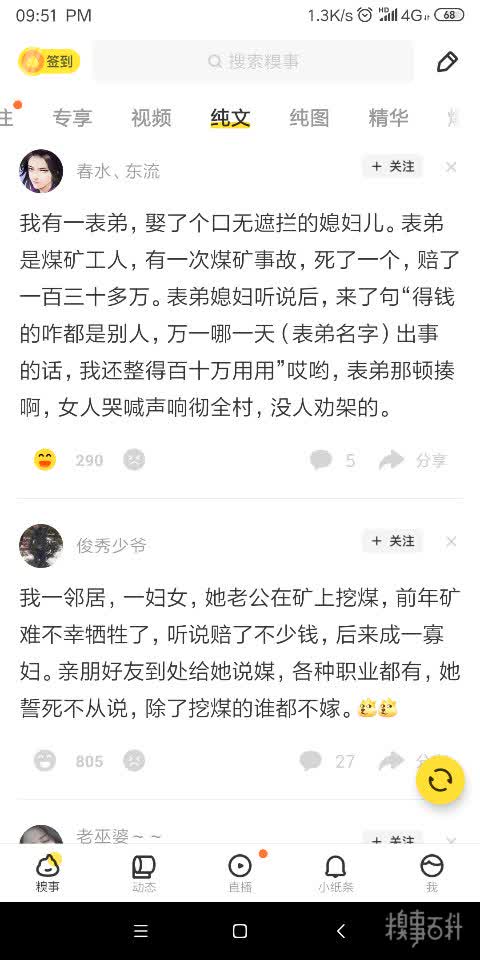 09:51 PM 1.3K/s HD 4G 68
签到 搜索糗事
注 专享 视频 纯文 纯图 精华
春水、东流 + 关注 ×
我有一表弟，娶了个口无遮拦的媳妇儿。表弟
是煤矿工人，有一次煤矿事故，死了一个，赔了
一百三十多万。表弟媳妇听说后，来了句“得钱
的咋都是别人，万一哪一天（表弟名字）出事
的话，我还整得百十万用用”哎哟，表弟那顿揍
啊，女人哭喊声响彻全村，没人劝架的。
290 5 分享
俊秀少爷 + 关注 ×
我一邻居，一妇女，她老公在矿上挖煤，前年矿
难不幸牺牲了，听说赔了不少钱，后来成一寡
妇。亲朋好友到处给她说媒，各种职业都有，她
誓死不从说，除了挖煤的谁都不嫁。
805 27
老巫婆~~ + 关注
糗事 动态 直播 小纸条 我
糗事百科